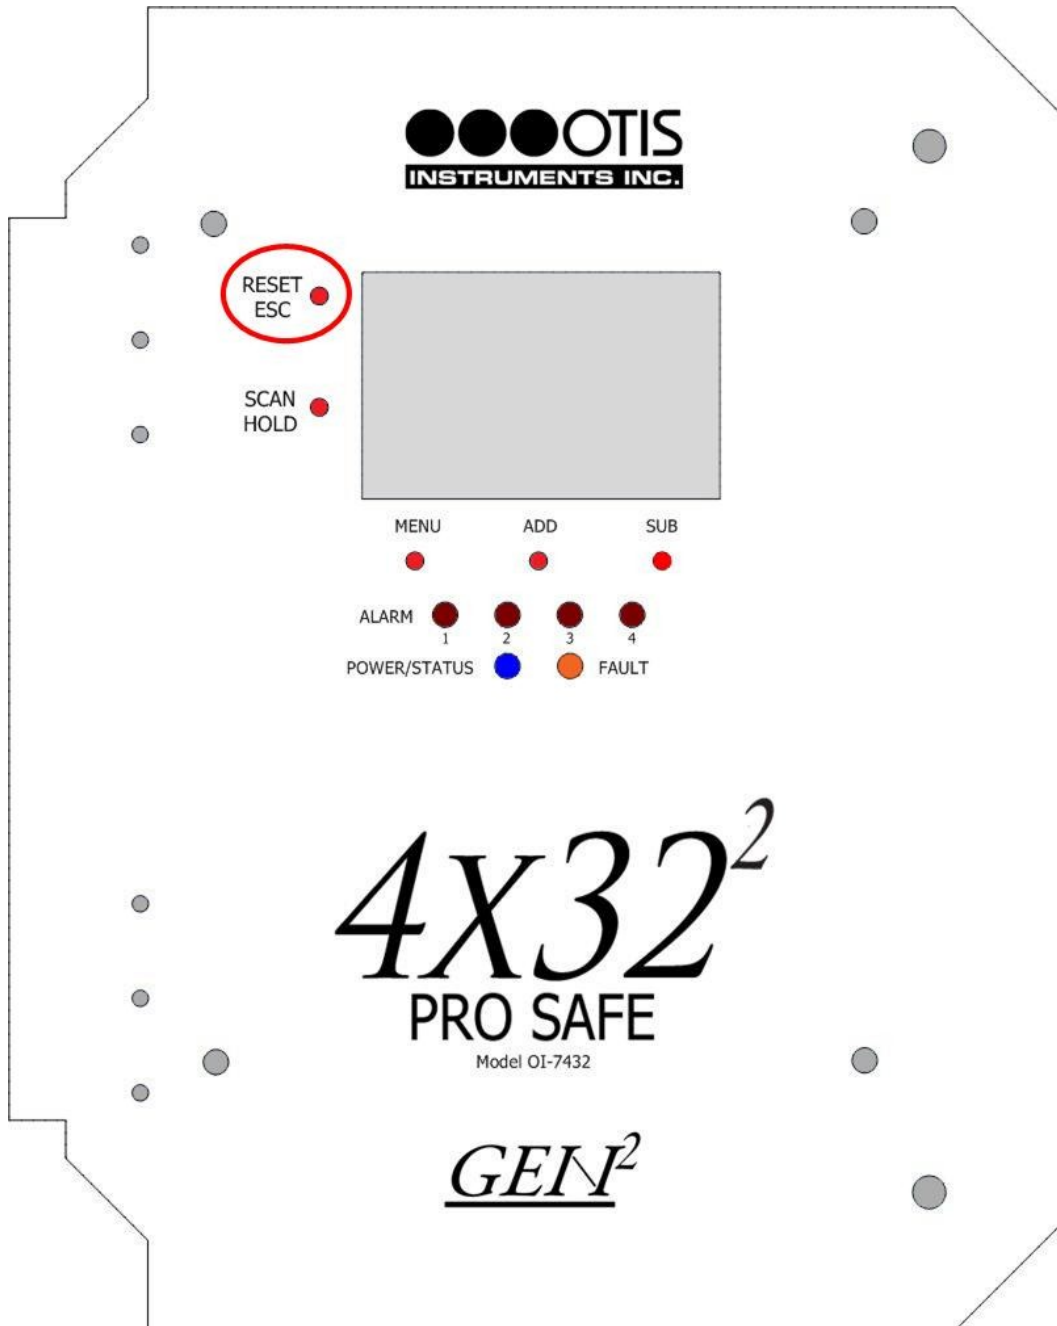 OTIS
INSTRUMENTS INC.
RESET
ESC
SCAN
HOLD
MENU ADD SUB
ALARM
1 2 3 4
POWER/STATUS FAULT
4X32²
PRO SAFE
Model OI-7432
GEN²